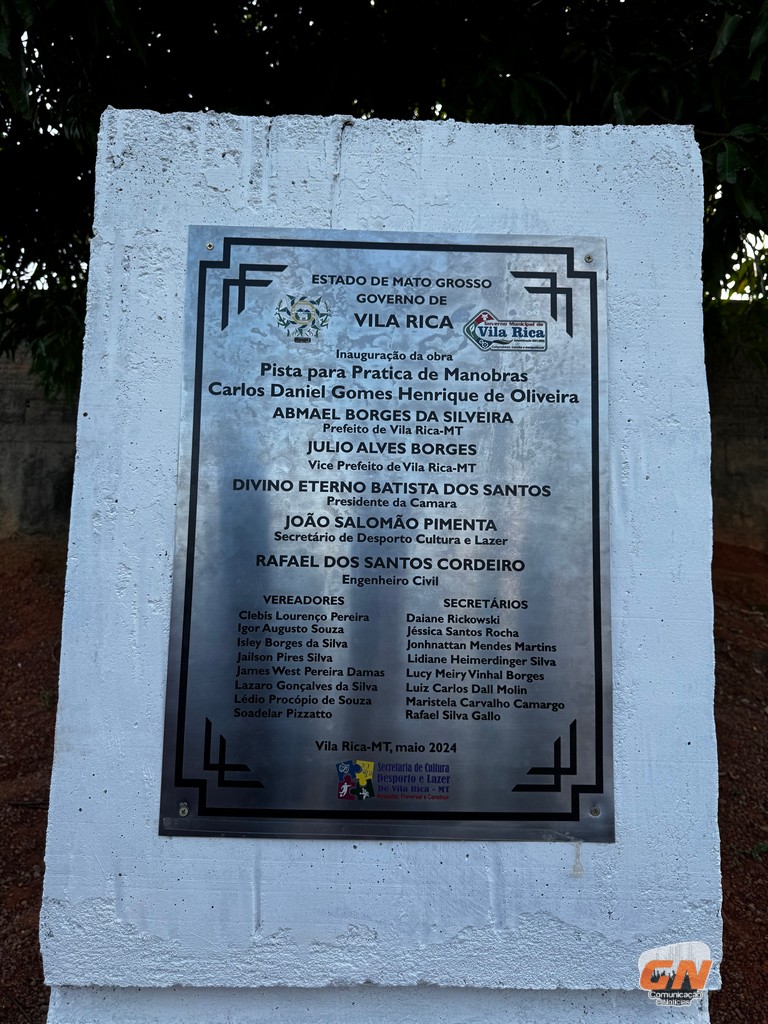 ESTADO DE MATO GROSSO
GOVERNO DE
VILA RICA
Governo Municipal de
Vila Rica
Inauguração da obra
Pista para Pratica de Manobras
Carlos Daniel Gomes Henrique de Oliveira
ABMAEL BORGES DA SILVEIRA
Prefeito de Vila Rica-MT
JULIO ALVES BORGES
Vice Prefeito de Vila Rica-MT
DIVINO ETERNO BATISTA DOS SANTOS
Presidente da Camara
JOÃO SALOMÃO PIMENTA
Secretário de Desporto Cultura e Lazer
RAFAEL DOS SANTOS CORDEIRO
Engenheiro Civil
VEREADORES
Clebis Lourenço Pereira
Igor Augusto Souza
Isley Borges da Silva
Jailson Pires Silva
James West Pereira Damas
Lazaro Gonçalves da Silva
Lédio Procópio de Souza
Soadelar Pizzatto
SECRETÁRIOS
Daiane Rickowski
Jéssica Santos Rocha
Jonhnattan Mendes Martins
Lidiane Heimerdinger Silva
Lucy Meiry Vinhal Borges
Luiz Carlos Dall Molin
Maristela Carvalho Camargo
Rafael Silva Gallo
Vila Rica-MT, maio 2024
Secretaria de Cultura
Desporto e Lazer
De Vila Rica - MT
GN
Comunicação